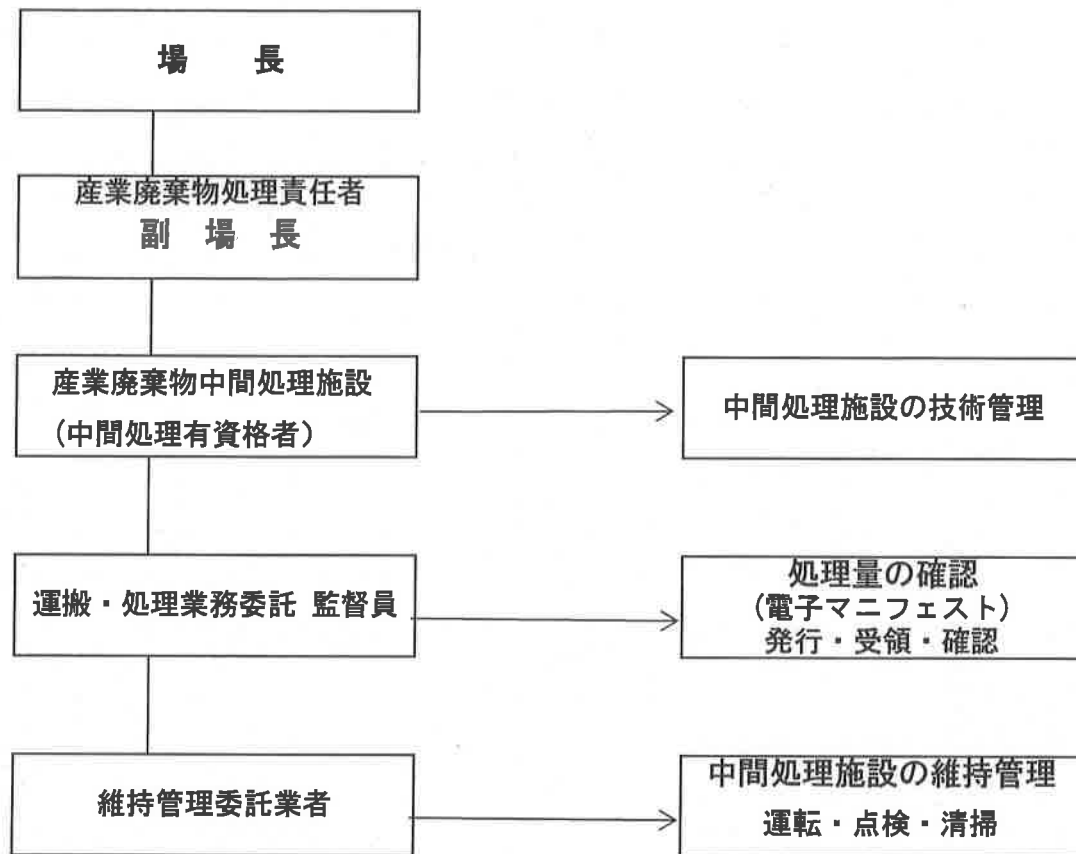 場　長
産業廃棄物処理責任者
副　場　長
産業廃棄物中間処理施設
(中間処理有資格者)
中間処理施設の技術管理
運搬・処理業務委託 監督員
処理量の確認
(電子マニフェスト)
発行・受領・確認
維持管理委託業者
中間処理施設の維持管理
運転・点検・清掃